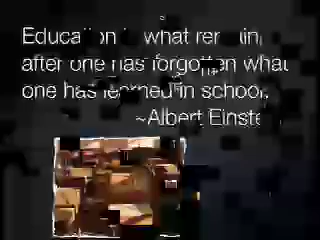 Education is what remains
after one has forgotten what
one has learned in school.
~Albert Einstein